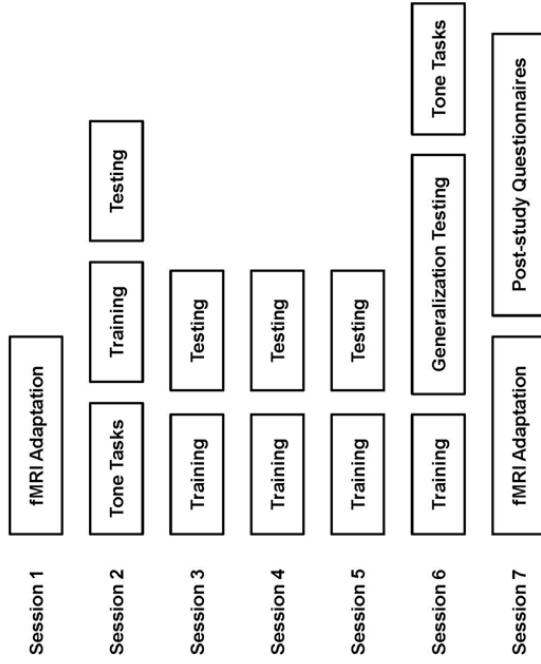 Session 1
fMRI Adaptation
Session 2
Tone Tasks
Training
Testing
Session 3
Training
Testing
Session 4
Training
Testing
Session 5
Training
Testing
Session 6
Training
Generalization Testing
Tone Tasks
Session 7
fMRI Adaptation
Post-study Questionnaires